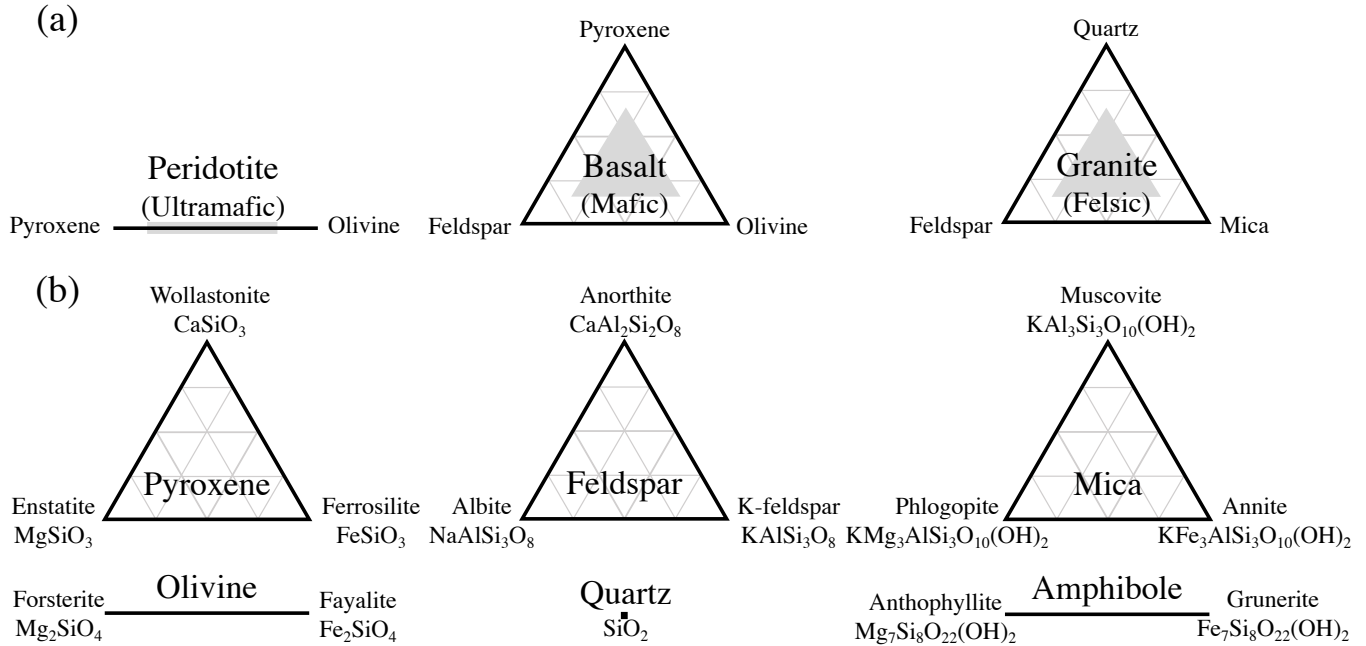 (a)
Pyroxene
Quartz
Peridotite
(Ultramafic)
Basalt
(Mafic)
Granite
(Felsic)
Pyroxene
Olivine
Feldspar
Olivine
Feldspar
Mica
(b)
Wollastonite
CaSiO₃
Anorthite
CaAl₂Si₂O₈
Muscovite
KAl₃Si₃O₁₀(OH)₂
Pyroxene
Feldspar
Mica
Enstatite
MgSiO₃
Ferrosilite
FeSiO₃
Albite
NaAlSi₃O₈
K-feldspar
KAlSi₃O₈
Phlogopite
KMg₃AlSi₃O₁₀(OH)₂
Annite
KFe₃AlSi₃O₁₀(OH)₂
Olivine
Forsterite
Mg₂SiO₄
Fayalite
Fe₂SiO₄
Quartz
SiO₂
Amphibole
Anthophyllite
Mg₇Si₈O₂₂(OH)₂
Grunerite
Fe₇Si₈O₂₂(OH)₂